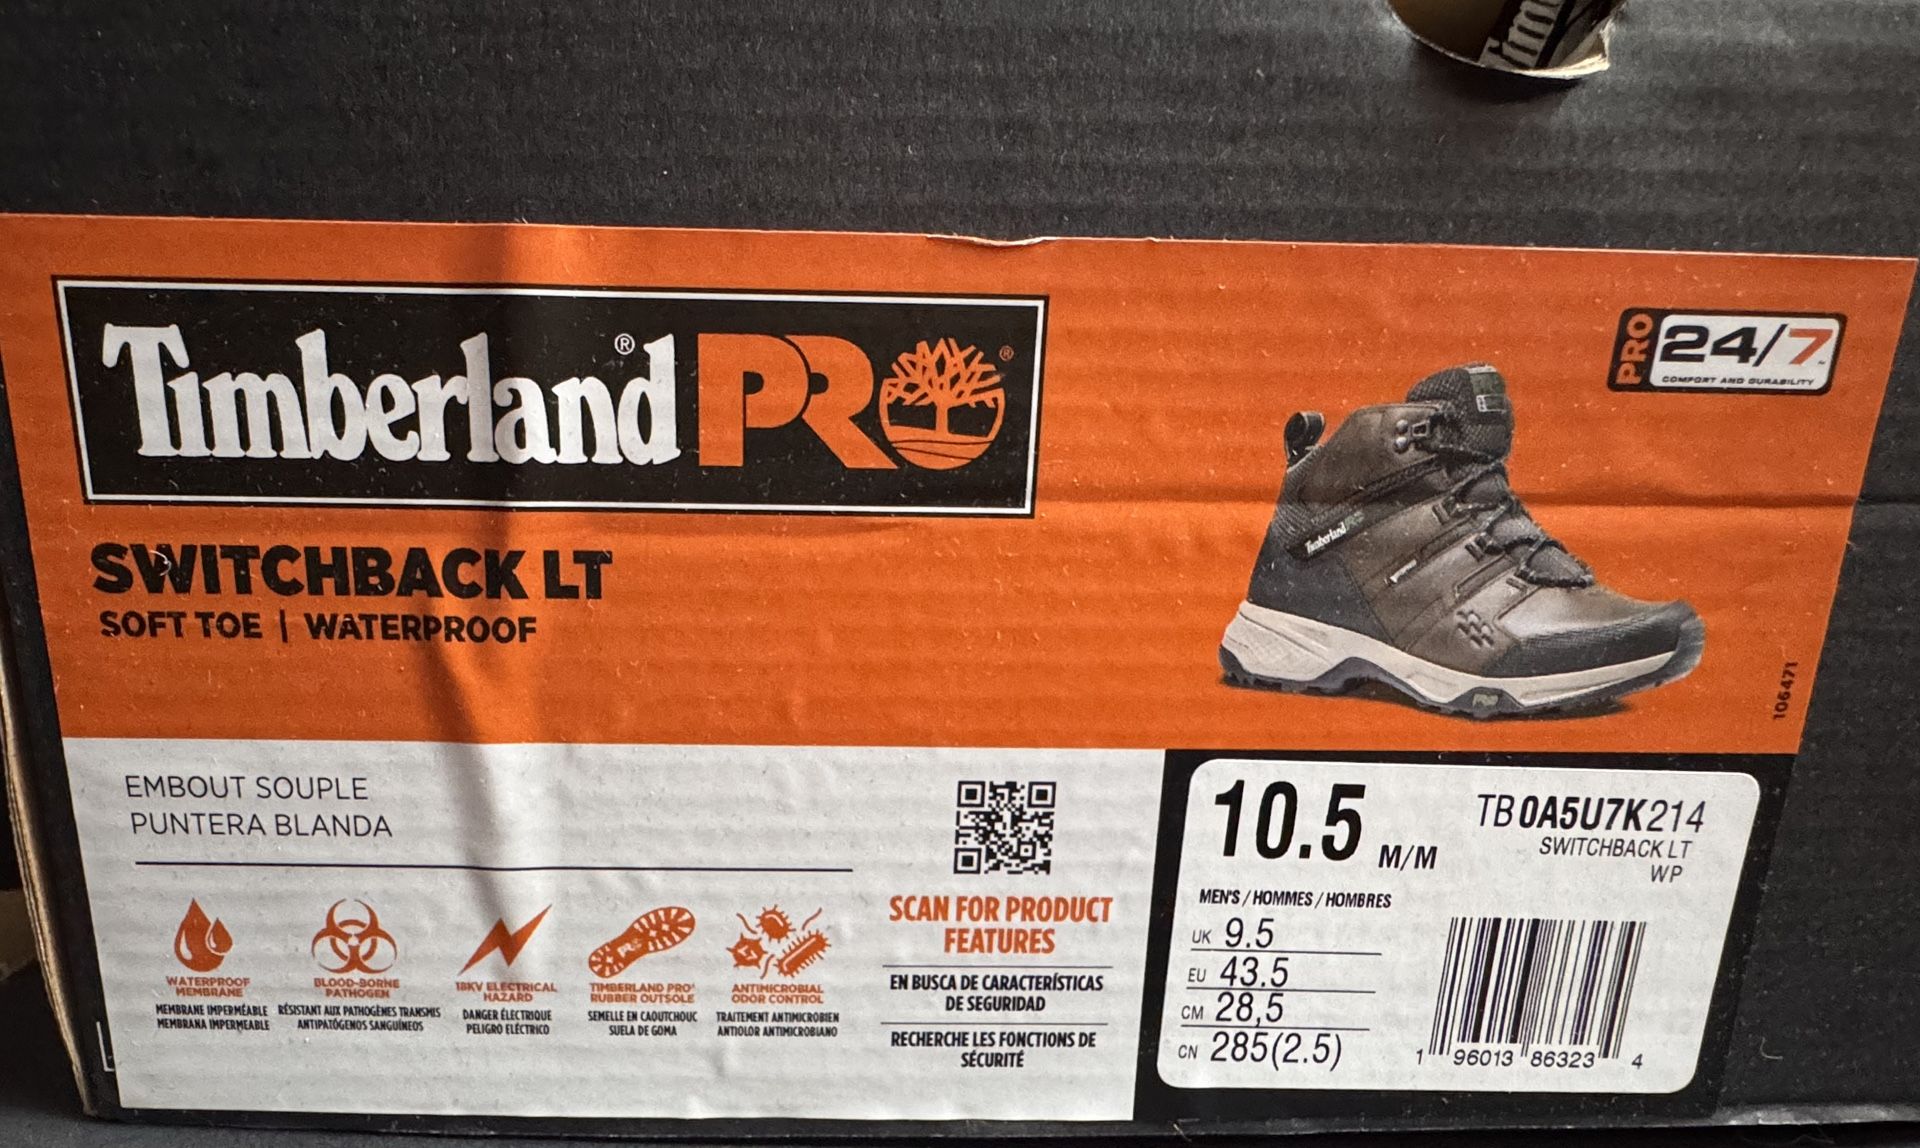 Timberland® PRO®
PRO 24/7™
COMFORT AND DURABILITY
SWITCHBACK LT
SOFT TOE | WATERPROOF
Timberland PRO
106471
EMBOUT SOUPLE
PUNTERA BLANDA
WATERPROOF
MEMBRANE
MEMBRANE IMPERMÉABLE
MEMBRANA IMPERMEABLE
BLOOD-BORNE
PATHOGEN
RÉSISTANT AUX PATHOGÈNES TRANSMIS
ANTIPATÓGENOS SANGUÍNEOS
18KV ELECTRICAL
HAZARD
DANGER ÉLECTRIQUE
PELIGRO ELÉCTRICO
TIMBERLAND PRO®
RUBBER OUTSOLE
SEMELLE EN CAOUTCHOUC
SUELA DE GOMA
ANTIMICROBIAL
ODOR CONTROL
TRAITEMENT ANTIMICROBIEN
ANTIOLOR ANTIMICROBIANO
SCAN FOR PRODUCT
FEATURES
EN BUSCA DE CARACTERÍSTICAS
DE SEGURIDAD
RECHERCHE LES FONCTIONS DE
SÉCURITÉ
10.5 M/M
TB0A5U7K214
SWITCHBACK LT
WP
MEN'S / HOMMES / HOMBRES
UK 9.5
EU 43.5
CM 28,5
CN 285(2.5)
1 96013 86323 4